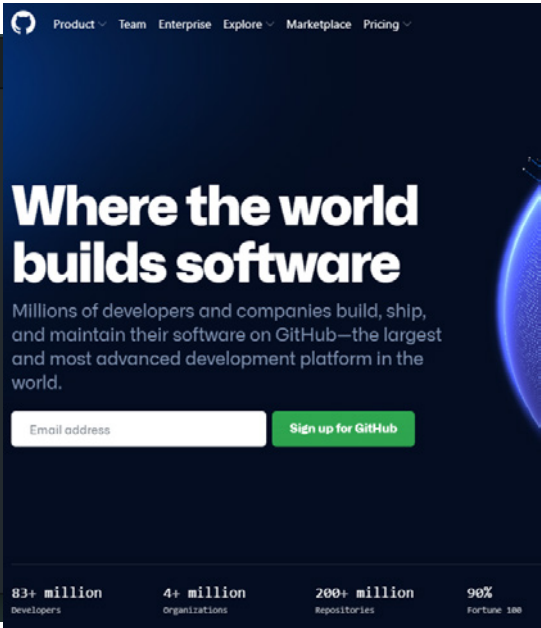 Product Team Enterprise Explore Marketplace Pricing
Where the world
builds software
Millions of developers and companies build, ship,
and maintain their software on GitHub—the largest
and most advanced development platform in the
world.
Email address Sign up for GitHub
83+ million 4+ million 200+ million 90%
Developers Organizations Repositories Fortune 100